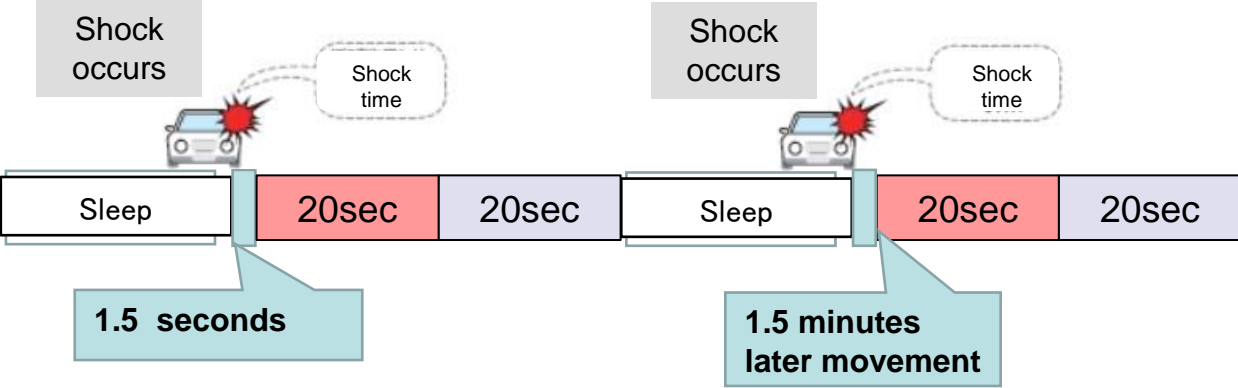 Shock
occurs
Shock
time
Shock
occurs
Shock
time
Sleep
20sec
20sec
Sleep
20sec
20sec
1.5 seconds
1.5 minutes
later movement